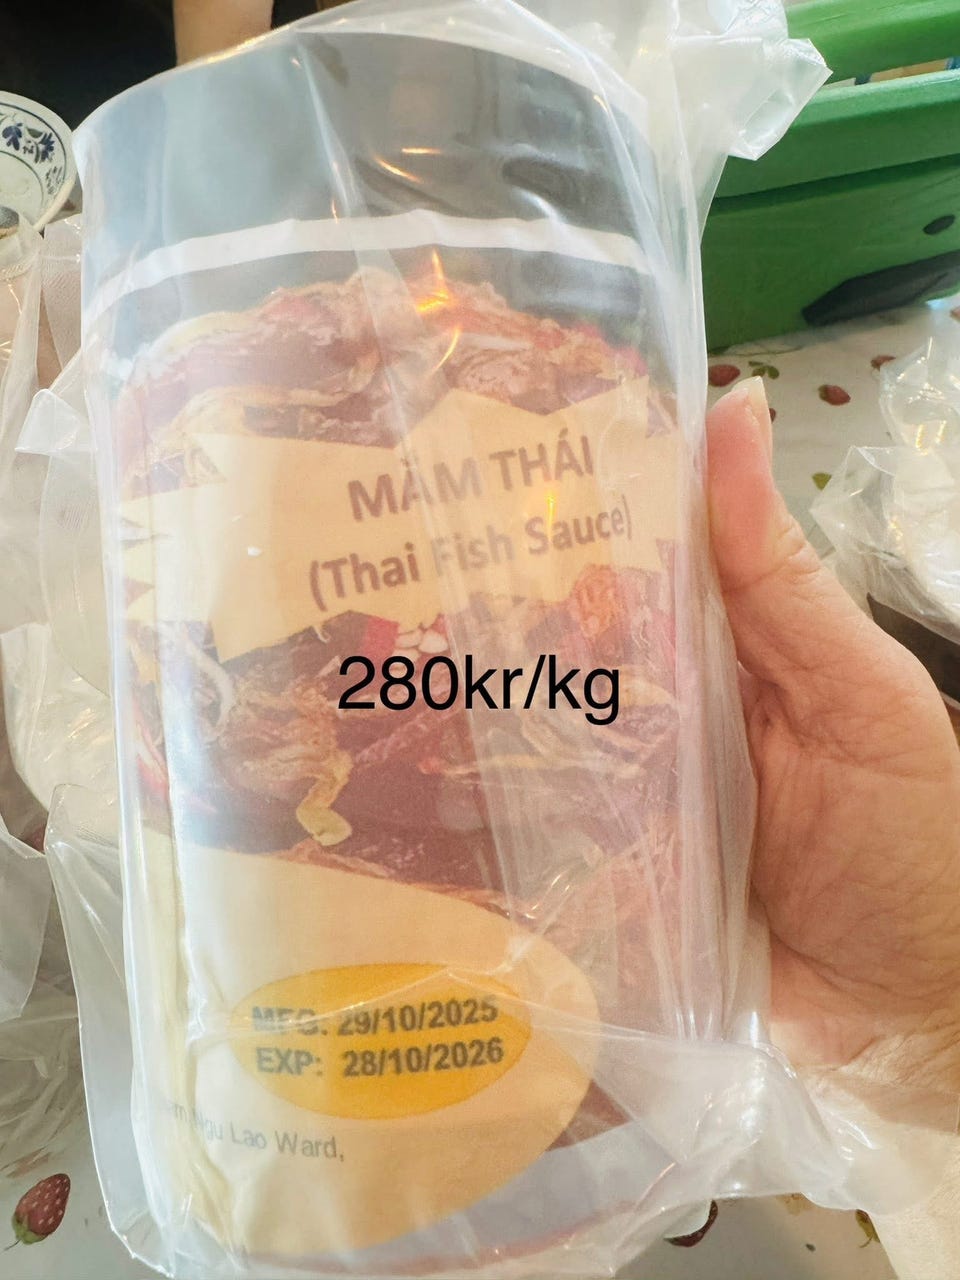 MẮM THÁI
(Thai Fish Sauce)
280kr/kg
MFG: 29/10/2025
EXP: 28/10/2026
Ngu Lao Ward,